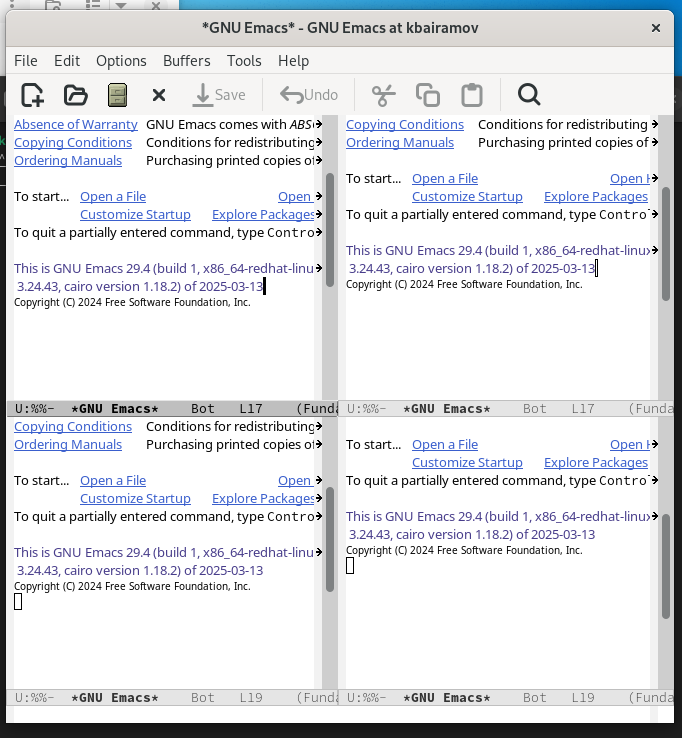 *GNU Emacs* - GNU Emacs at kbairamov
File Edit Options Buffers Tools Help
Save Undo
Absence of Warranty GNU Emacs comes with ABS
Copying Conditions Conditions for redistributing
Ordering Manuals Purchasing printed copies of
To start... Open a File Open
Customize Startup Explore Packages
To quit a partially entered command, type Contro
This is GNU Emacs 29.4 (build 1, x86_64-redhat-linu
3.24.43, cairo version 1.18.2) of 2025-03-13
Copyright (C) 2024 Free Software Foundation, Inc.
U:%%- *GNU Emacs* Bot L17 (Funda
Copying Conditions Conditions for redistributing
Ordering Manuals Purchasing printed copies of
To start... Open a File Open H
Customize Startup Explore Packages
To quit a partially entered command, type Contro
This is GNU Emacs 29.4 (build 1, x86_64-redhat-linux
3.24.43, cairo version 1.18.2) of 2025-03-13
Copyright (C) 2024 Free Software Foundation, Inc.
U:%%- *GNU Emacs* Bot L17 (Funda
Copying Conditions Conditions for redistributing
Ordering Manuals Purchasing printed copies of
To start... Open a File Open
Customize Startup Explore Packages
To quit a partially entered command, type Contro
This is GNU Emacs 29.4 (build 1, x86_64-redhat-linu
3.24.43, cairo version 1.18.2) of 2025-03-13
Copyright (C) 2024 Free Software Foundation, Inc.
U:%%- *GNU Emacs* Bot L19 (Funda
To start... Open a File Open H
Customize Startup Explore Packages
To quit a partially entered command, type Contro
This is GNU Emacs 29.4 (build 1, x86_64-redhat-linux
3.24.43, cairo version 1.18.2) of 2025-03-13
Copyright (C) 2024 Free Software Foundation, Inc.
U:%%- *GNU Emacs* Bot L19 (Funda